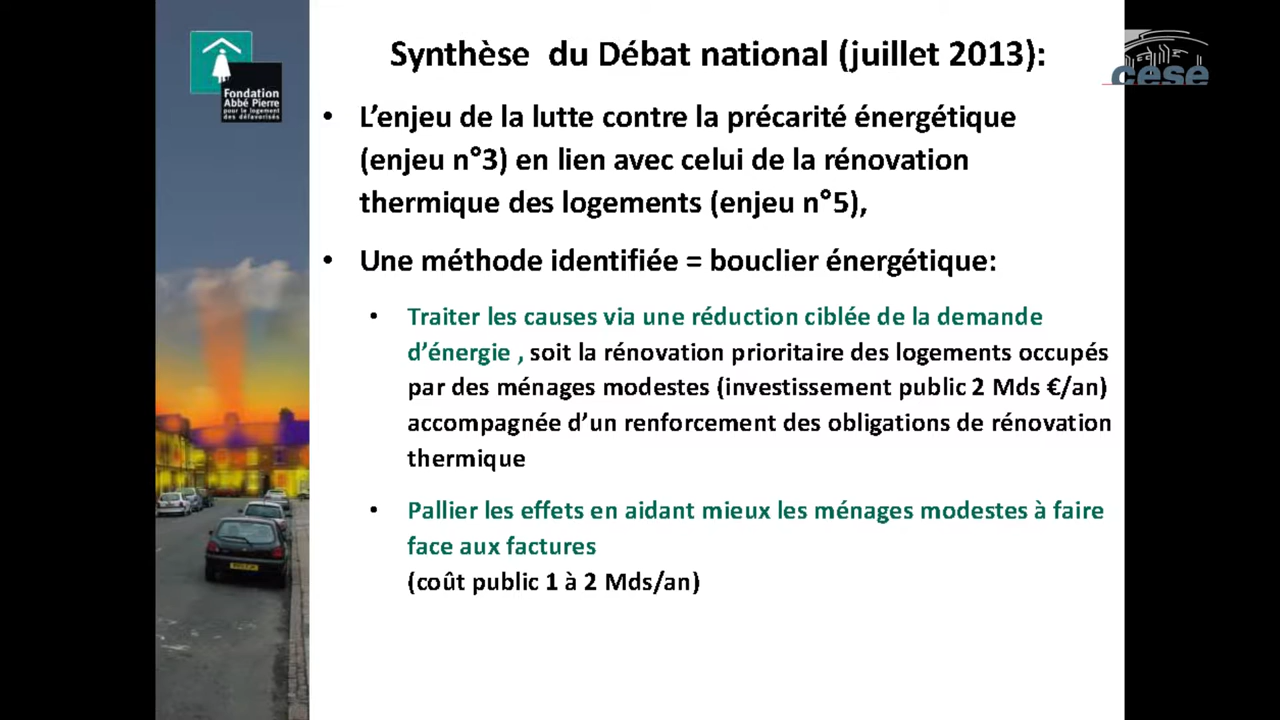 Synthèse du Débat national (juillet 2013):
Fondation
Abbé Pierre
pour le logement
des défavorisés
cese
• L’enjeu de la lutte contre la précarité énergétique
(enjeu n°3) en lien avec celui de la rénovation
thermique des logements (enjeu n°5),
• Une méthode identifiée = bouclier énergétique:
• Traiter les causes via une réduction ciblée de la demande
d’énergie , soit la rénovation prioritaire des logements occupés
par des ménages modestes (investissement public 2 Mds €/an)
accompagnée d’un renforcement des obligations de rénovation
thermique
• Pallier les effets en aidant mieux les ménages modestes à faire
face aux factures
(coût public 1 à 2 Mds/an)